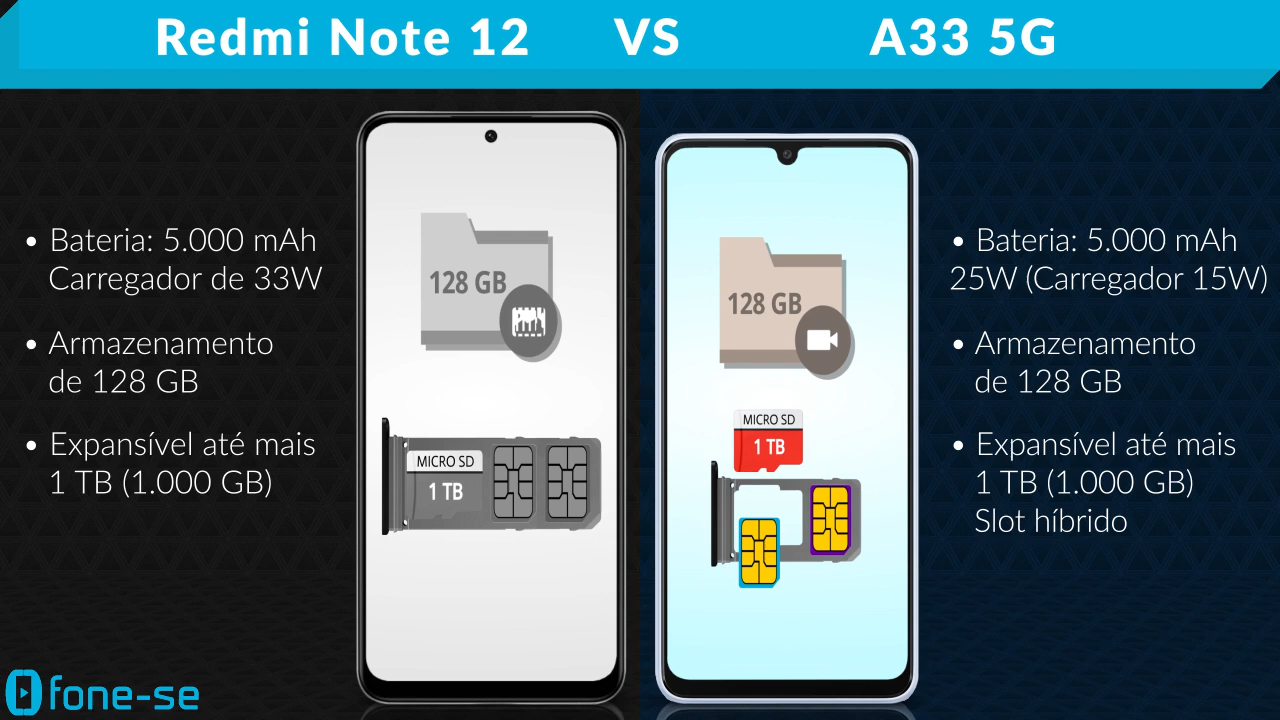 Redmi Note 12 VS A33 5G
• Bateria: 5.000 mAh
Carregador de 33W
• Armazenamento
de 128 GB
• Expansível até mais
1 TB (1.000 GB)
128 GB
MICRO SD
1 TB
128 GB
MICRO SD
1 TB
• Bateria: 5.000 mAh
25W (Carregador 15W)
• Armazenamento
de 128 GB
• Expansível até mais
1 TB (1.000 GB)
Slot híbrido
fone-se